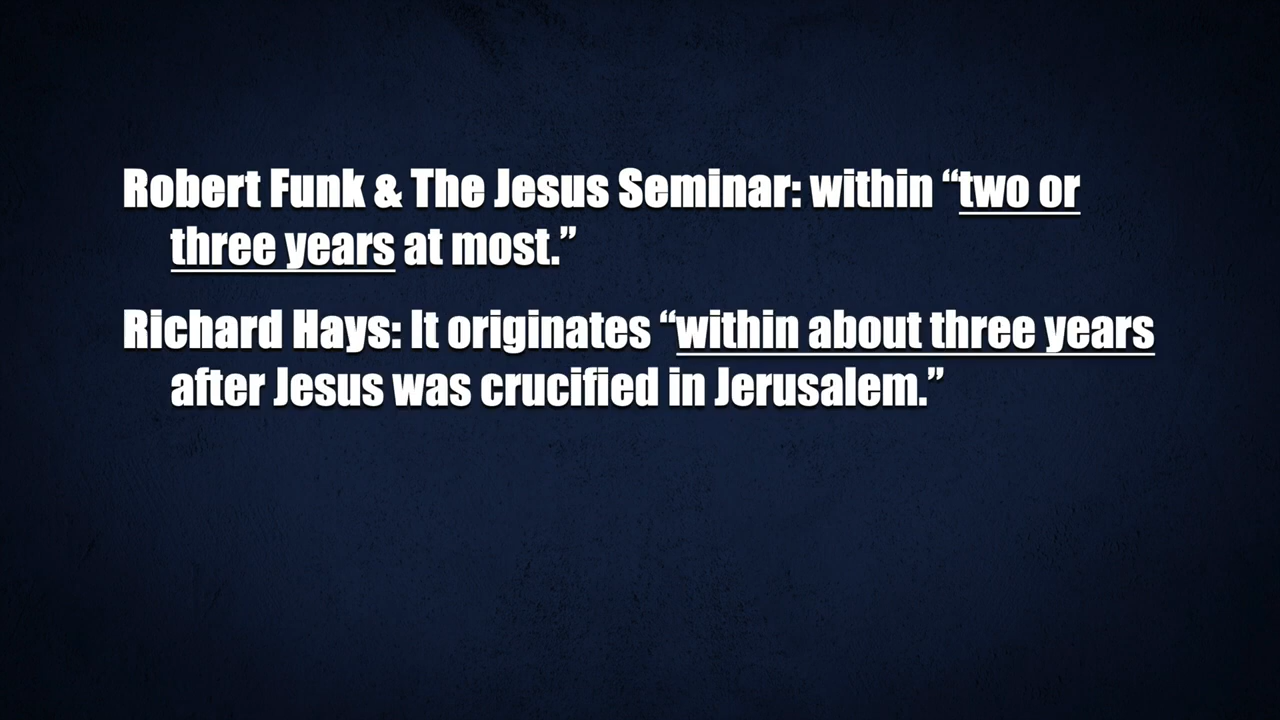 Robert Funk & The Jesus Seminar: within “two or
three years at most.”
Richard Hays: It originates “within about three years
after Jesus was crucified in Jerusalem.”